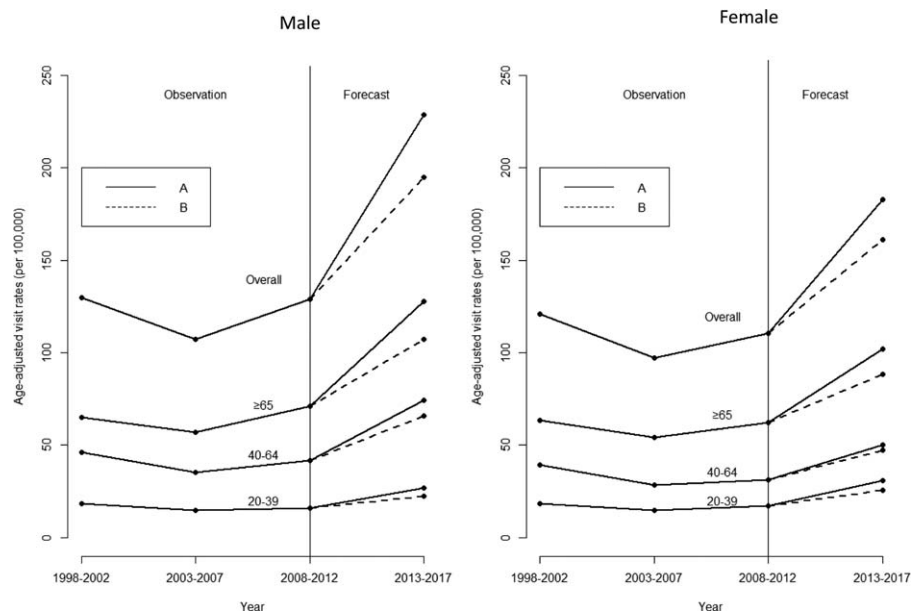 Male
Age-adjusted visit rates (per 100,000)
250
200
150
100
50
0
Observation
Forecast
A
B
Overall
≥65
40-64
20-39
1998-2002 2003-2007 2008-2012 2013-2017
Year
Female
Age-adjusted visit rates (per 100,000)
250
200
150
100
50
0
Observation
Forecast
A
B
Overall
≥65
40-64
20-39
1998-2002 2003-2007 2008-2012 2013-2017
Year